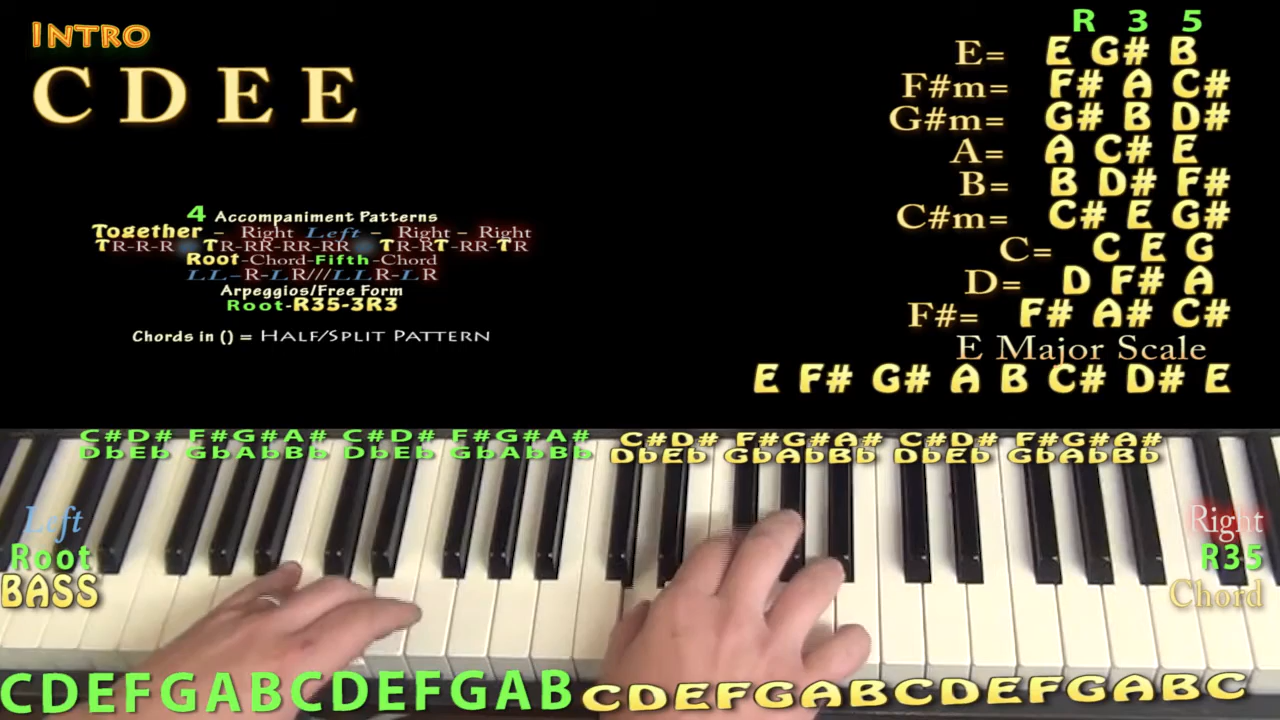 INTRO
C D E E
4 Accompaniment Patterns
Together - Right Left - Right - Right
TR-R-R TR-RR-RR-RR TR-RT-RR-TR
Root-Chord-Fifth-Chord
LL-R-LR///LLR-LR
Arpeggios/Free Form
Root-R35-3R3
Chords in () = HALF/SPLIT PATTERN
R 3 5
E= E G# B
F#m= F# A C#
G#m= G# B D#
A= A C# E
B= B D# F#
C#m= C# E G#
C= C E G
D= D F# A
F#= F# A# C#
E Major Scale
E F# G# A B C# D# E
C#D# F#G#A# C#D# F#G#A# C#D# F#G#A# C#D# F#G#A#
DbEb GbAbBb DbEb GbAbBb DbEb GbAbBb DbEb GbAbBb
Left
Root
BASS
Right
R35
Chord
CDEFGABCDEFGAB CDEFGABCDEFGABC